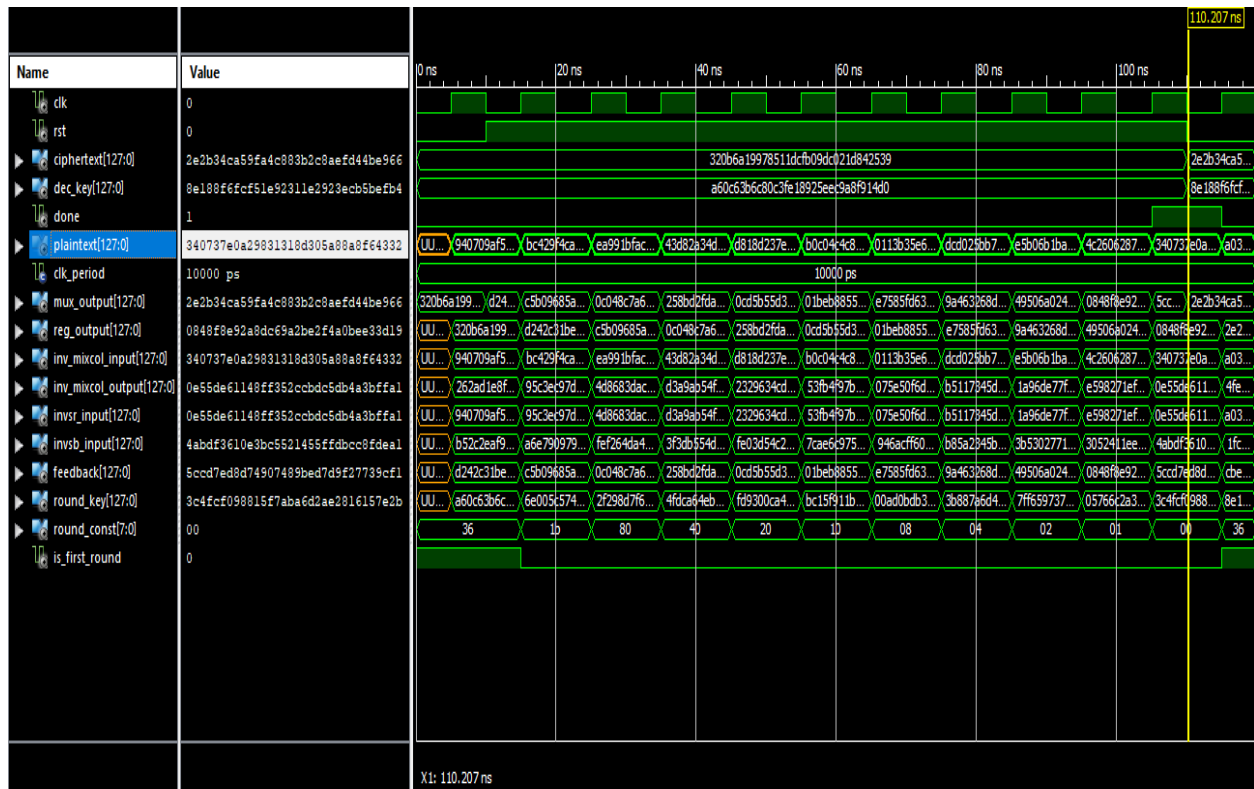 110.207 ns
Name Value 0 ns 20 ns 40 ns 60 ns 80 ns 100 ns
clk 0
rst 0
ciphertext[127:0] 2e2b34ca59fa4c883b2c8aefd44be966 320b6a19978511dcfb09dc021d842539 2e2b34ca5...
dec_key[127:0] 8e188f6fcf51e92311e2923ecb5befb4 a60c63b6c80c3fe18925eec9a8f914d0 8e188f6fcf...
done 1
plaintext[127:0] 340737e0a29831318d305a88a8f64332 UU... 940709af5... bc429f4ca... ea991bfac... 43d82a34d... d818d237e... b0c04c4c8... 0113b35e6... dcd025bb7... e5b06b1ba... 4c2606287... 340737e0a... a03...
clk_period 10000 ps 10000 ps
mux_output[127:0] 2e2b34ca59fa4c883b2c8aefd44be966 320b6a199... d24... c5b09685a... 0c048c7a6... 258bd2fda... 0cd5b55d3... 01beb8855... e7585fd63... 9a463268d... 49506a024... 0848f8e92... 5cc... 2e2b34ca5...
reg_output[127:0] 0848f8e92a8dc69a2be2f4a0bee33d19 UU... 320b6a199... d242c31be... c5b09685a... 0c048c7a6... 258bd2fda... 0cd5b55d3... 01beb8855... e7585fd63... 9a463268d... 49506a024... 0848f8e92... 2e2...
inv_mixcol_input[127:0] 340737e0a29831318d305a88a8f64332 UU... 940709af5... bc429f4ca... ea991bfac... 43d82a34d... d818d237e... b0c04c4c8... 0113b35e6... dcd025bb7... e5b06b1ba... 4c2606287... 340737e0a... a03...
inv_mixcol_output[127:0] 0e55de61148ff352ccbdc5db4a3bffa1 UU... 262ad1e8f... 95c3ec97d... 4d8683dac... d3a9ab54f... 2329634cd... 53fb4f97b... 075e50f6d... b5117845d... 1a96de77f... e598271ef... 0e55de611... 4fe...
invsr_input[127:0] 0e55de61148ff352ccbdc5db4a3bffa1 UU... 940709af5... 95c3ec97d... 4d8683dac... d3a9ab54f... 2329634cd... 53fb4f97b... 075e50f6d... b5117845d... 1a96de77f... e598271ef... 0e55de611... a03...
invsb_input[127:0] 4abdf3610e3bc5521455ffdbcc8fdea1 UU... b52c2eaf9... a6e790979... fef264da4... 3f3db554d... fe03d54c2... 7cae6c975... 946acff60... b85a2845b... 3b5302771... 3052411ee... 4abdf3610... 1fc...
feedback[127:0] 5ccd7ed8d74907489bed7d9f27739cf1 UU... d242c31be... c5b09685a... 0c048c7a6... 258bd2fda... 0cd5b55d3... 01beb8855... e7585fd63... 9a463268d... 49506a024... 0848f8e92... 5ccd7ed8d... cbe...
round_key[127:0] 3c4fcf098815f7aba6d2ae2816157e2b UU... a60c63b6c... 6e005c574... 2f298d7f6... 4fdca64eb... fd9300ca4... bc15f911b... 00ad0bdb3... 3b887a6d4... 7ff659737... 05766c2a3... 3c4fcf0988... 8e1...
round_const[7:0] 00 36 1b 80 40 20 10 08 04 02 01 00 36
is_first_round 0
X1: 110.207 ns